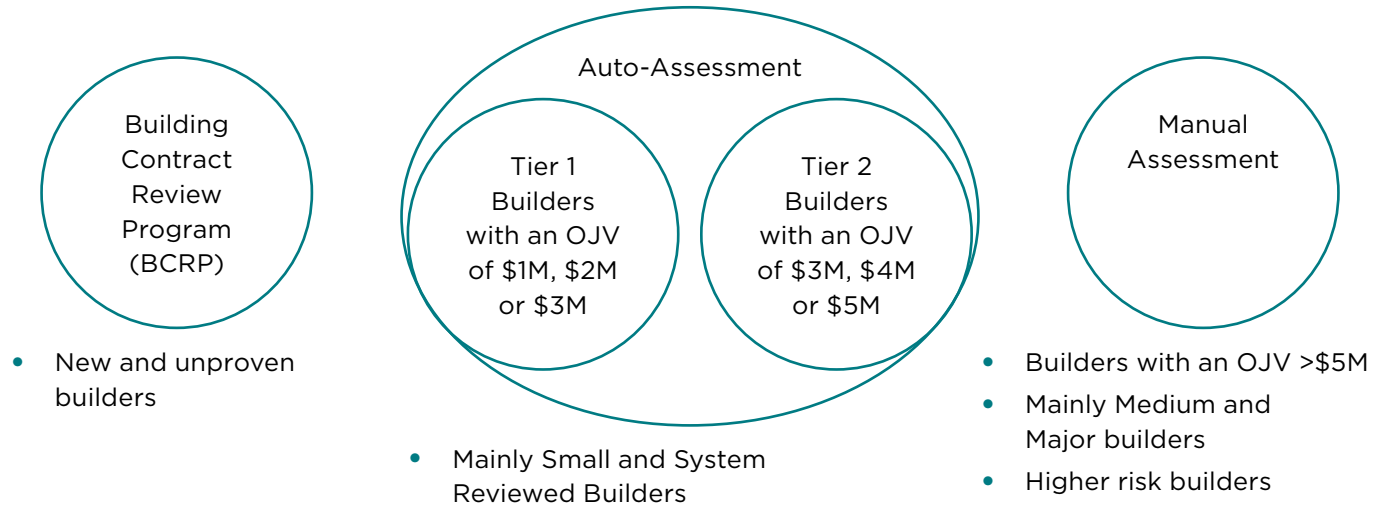 Building
Contract
Review
Program
(BCRP)
• New and unproven
builders
Auto-Assessment
Tier 1
Builders
with an OJV
of $1M, $2M
or $3M
Tier 2
Builders
with an OJV
of $3M, $4M
or $5M
• Mainly Small and System
Reviewed Builders
Manual
Assessment
• Builders with an OJV >$5M
• Mainly Medium and
Major builders
• Higher risk builders